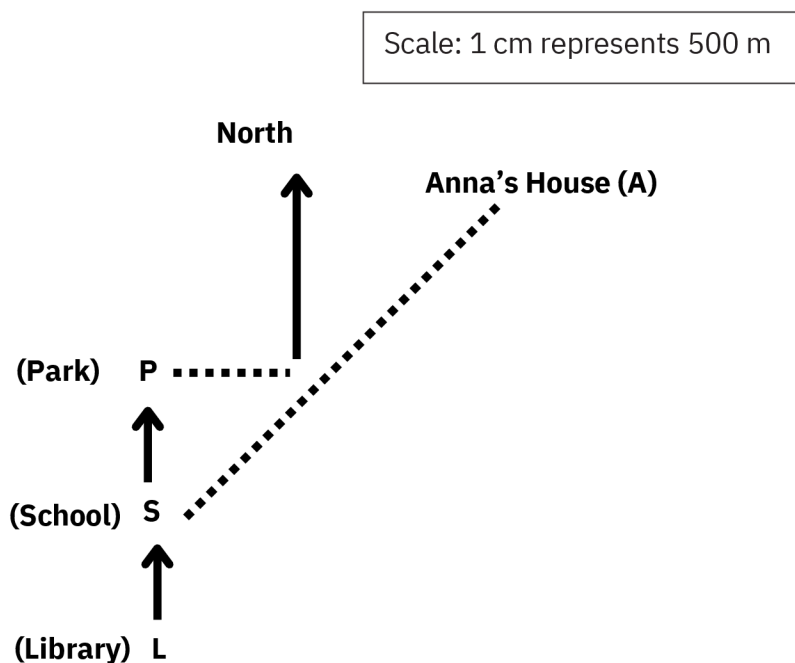 Scale: 1 cm represents 500 m
North
Anna’s House (A)
(Park) P
(School) S
(Library) L